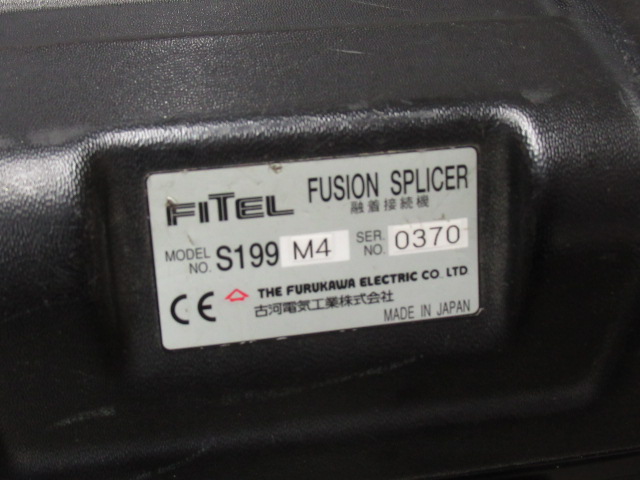 FITEL FUSION SPLICER
融着接続機
MODEL NO. S199 M4 SER. NO. 0370
CE THE FURUKAWA ELECTRIC CO. LTD
古河電気工業株式会社
MADE IN JAPAN